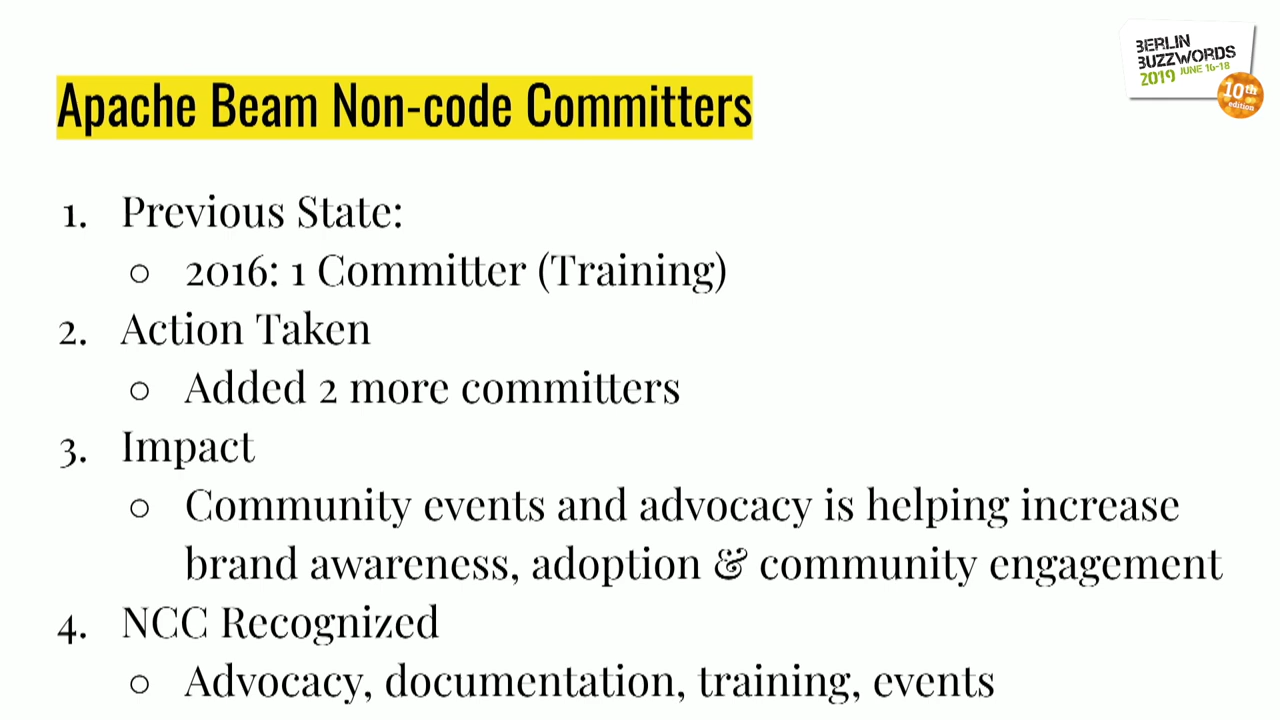 BERLIN
BUZZWORDS
2019 JUNE 16-18
10th
edition
Apache Beam Non-code Committers
1. Previous State:
○ 2016: 1 Committer (Training)
2. Action Taken
○ Added 2 more committers
3. Impact
○ Community events and advocacy is helping increase
brand awareness, adoption & community engagement
4. NCC Recognized
○ Advocacy, documentation, training, events